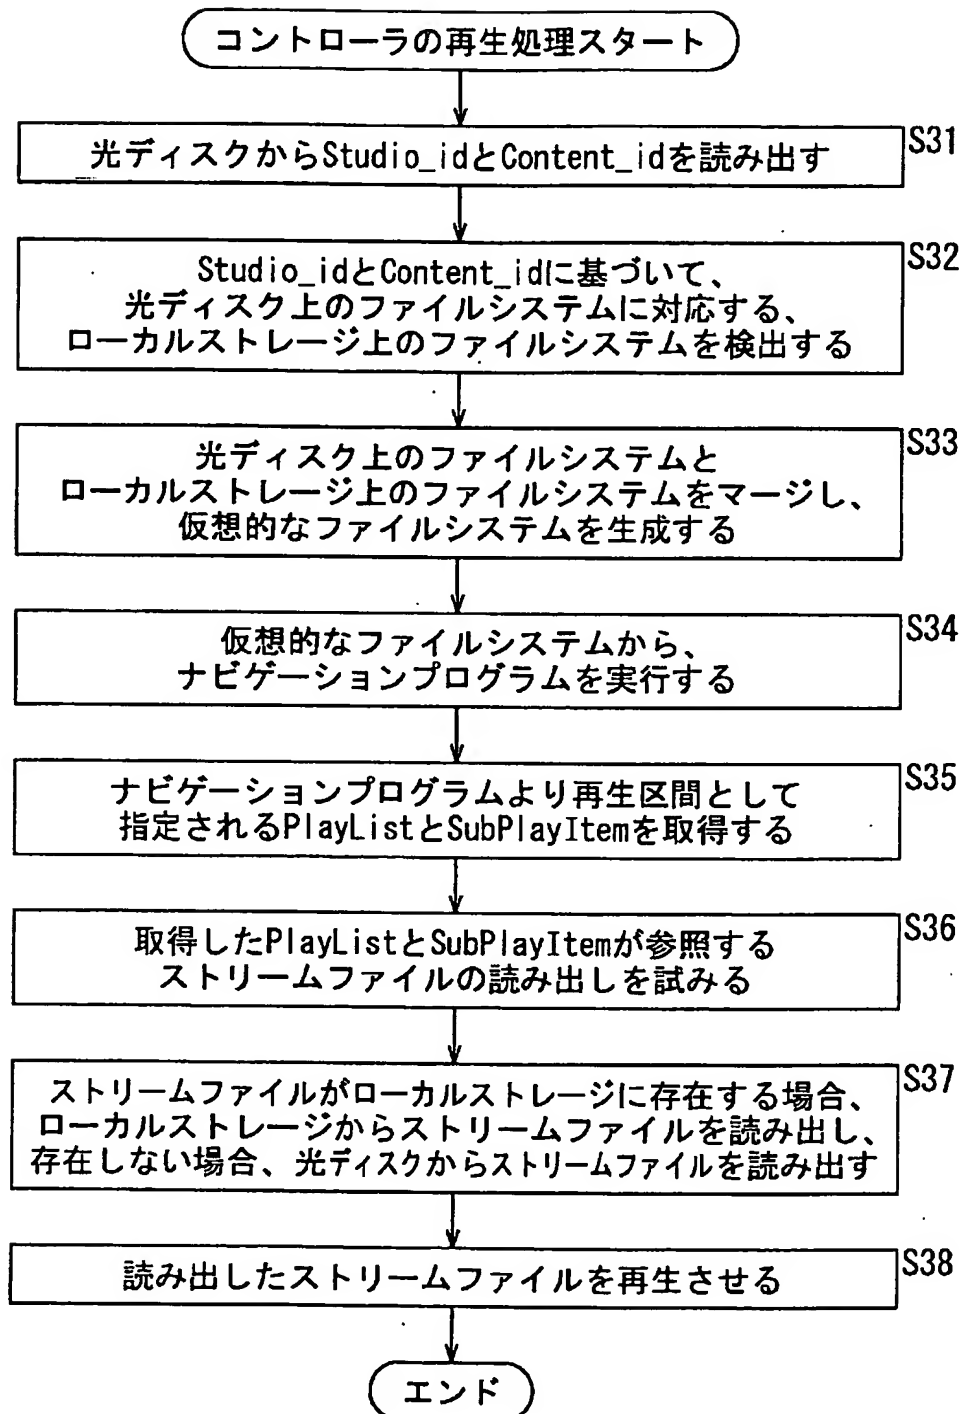 コントローラの再生処理スタート
S31
光ディスクからStudio_idとContent_idを読み出す
S32
Studio_idとContent_idに基づいて、
光ディスク上のファイルシステムに対応する、
ローカルストレージ上のファイルシステムを検出する
S33
光ディスク上のファイルシステムと
ローカルストレージ上のファイルシステムをマージし、
仮想的なファイルシステムを生成する
S34
仮想的なファイルシステムから、
ナビゲーションプログラムを実行する
S35
ナビゲーションプログラムより再生区間として
指定されるPlayListとSubPlayItemを取得する
S36
取得したPlayListとSubPlayItemが参照する
ストリームファイルの読み出しを試みる
S37
ストリームファイルがローカルストレージに存在する場合、
ローカルストレージからストリームファイルを読み出し、
存在しない場合、光ディスクからストリームファイルを読み出す
S38
読み出したストリームファイルを再生させる
エンド